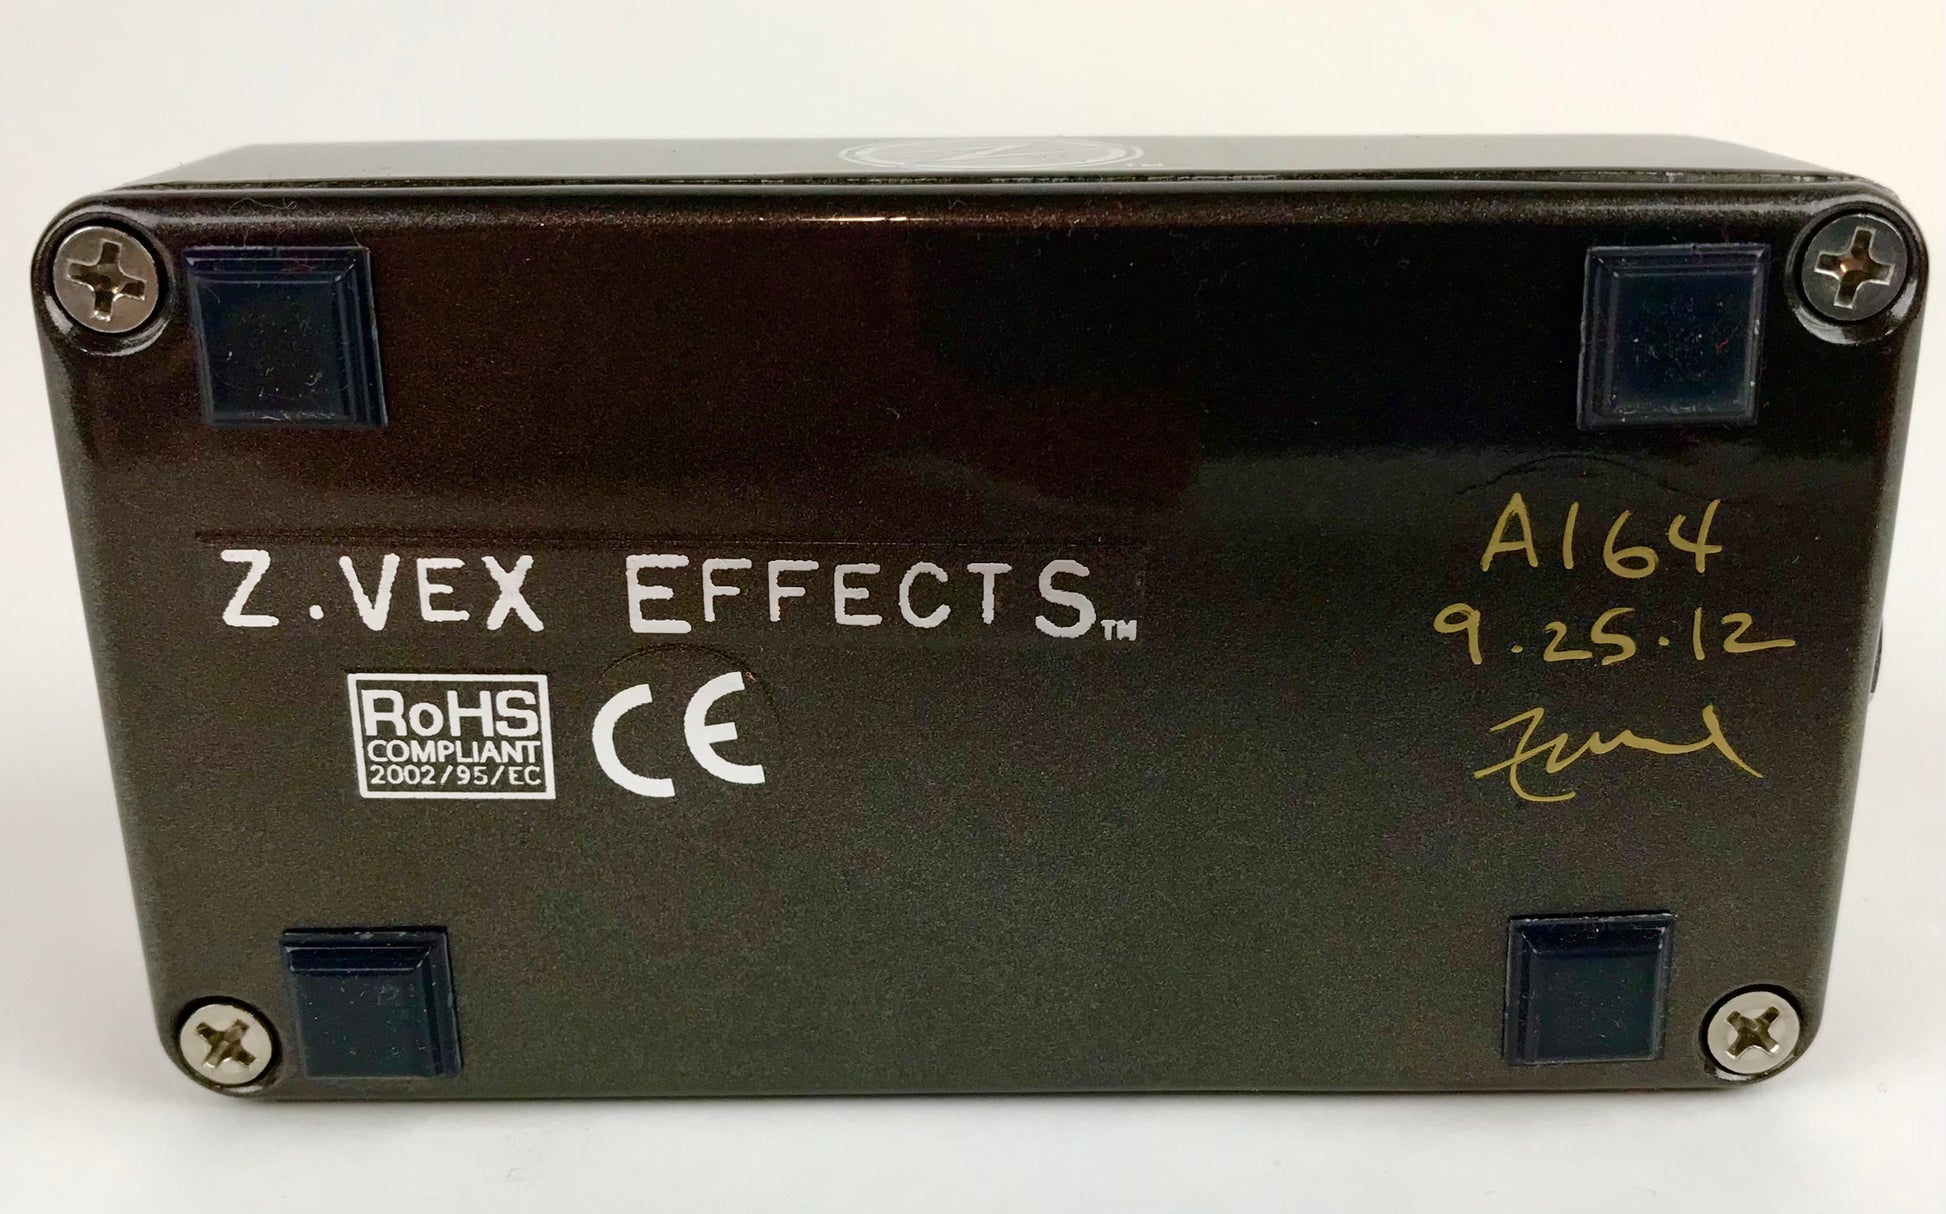 Z.VEX EFFECTS™
RoHS
COMPLIANT
2002/95/EC
CE
A164
9.25.12